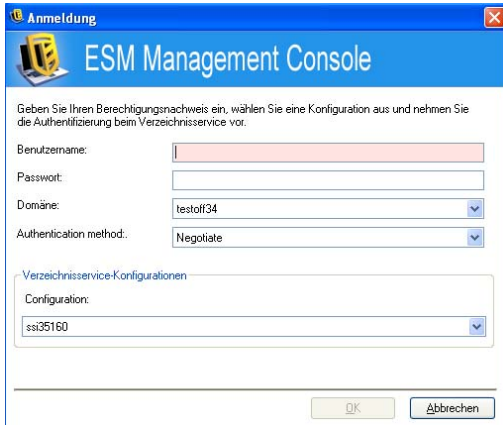 Anmeldung
ESM Management Console
Geben Sie Ihren Berechtigungsnachweis ein, wählen Sie eine Konfiguration aus und nehmen Sie
die Authentifizierung beim Verzeichnisservice vor.
Benutzername:
Passwort:
Domäne:
testoff34
Authentication method:.
Negotiate
Verzeichnisservice-Konfigurationen
Configuration:
ssi35160
OK
Abbrechen